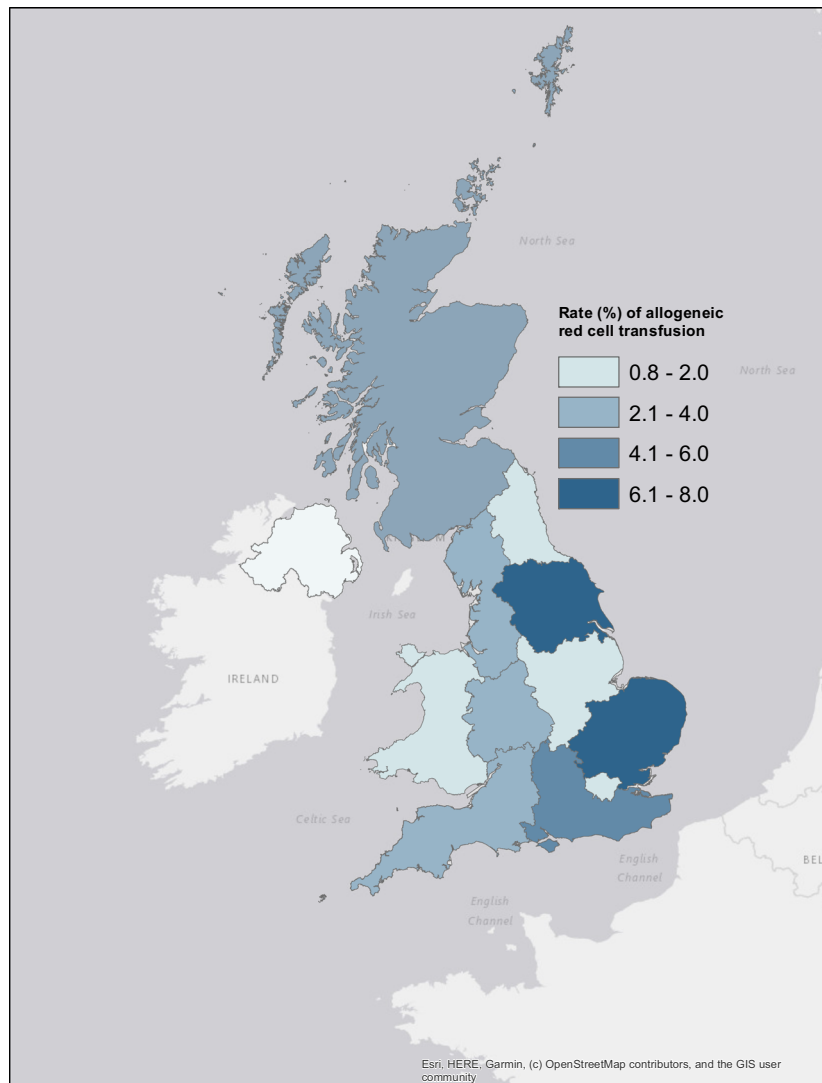 North Sea
Rate (%) of allogeneic
red cell transfusion
0.8 - 2.0
North Sea
2.1 - 4.0
4.1 - 6.0
6.1 - 8.0
Irish Sea
IRELAND
Celtic Sea
English
Channel
BEL
English
Channel
Esri, HERE, Garmin, (c) OpenStreetMap contributors, and the GIS user
community